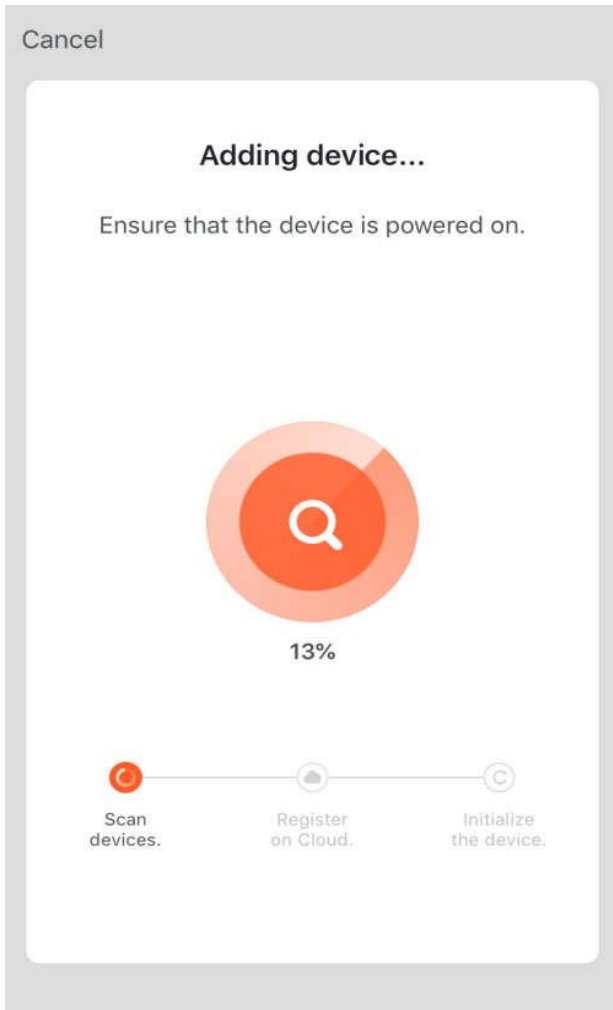 Cancel
Adding device...
Ensure that the device is powered on.
13%
Scan
devices.
Register
on Cloud.
Initialize
the device.